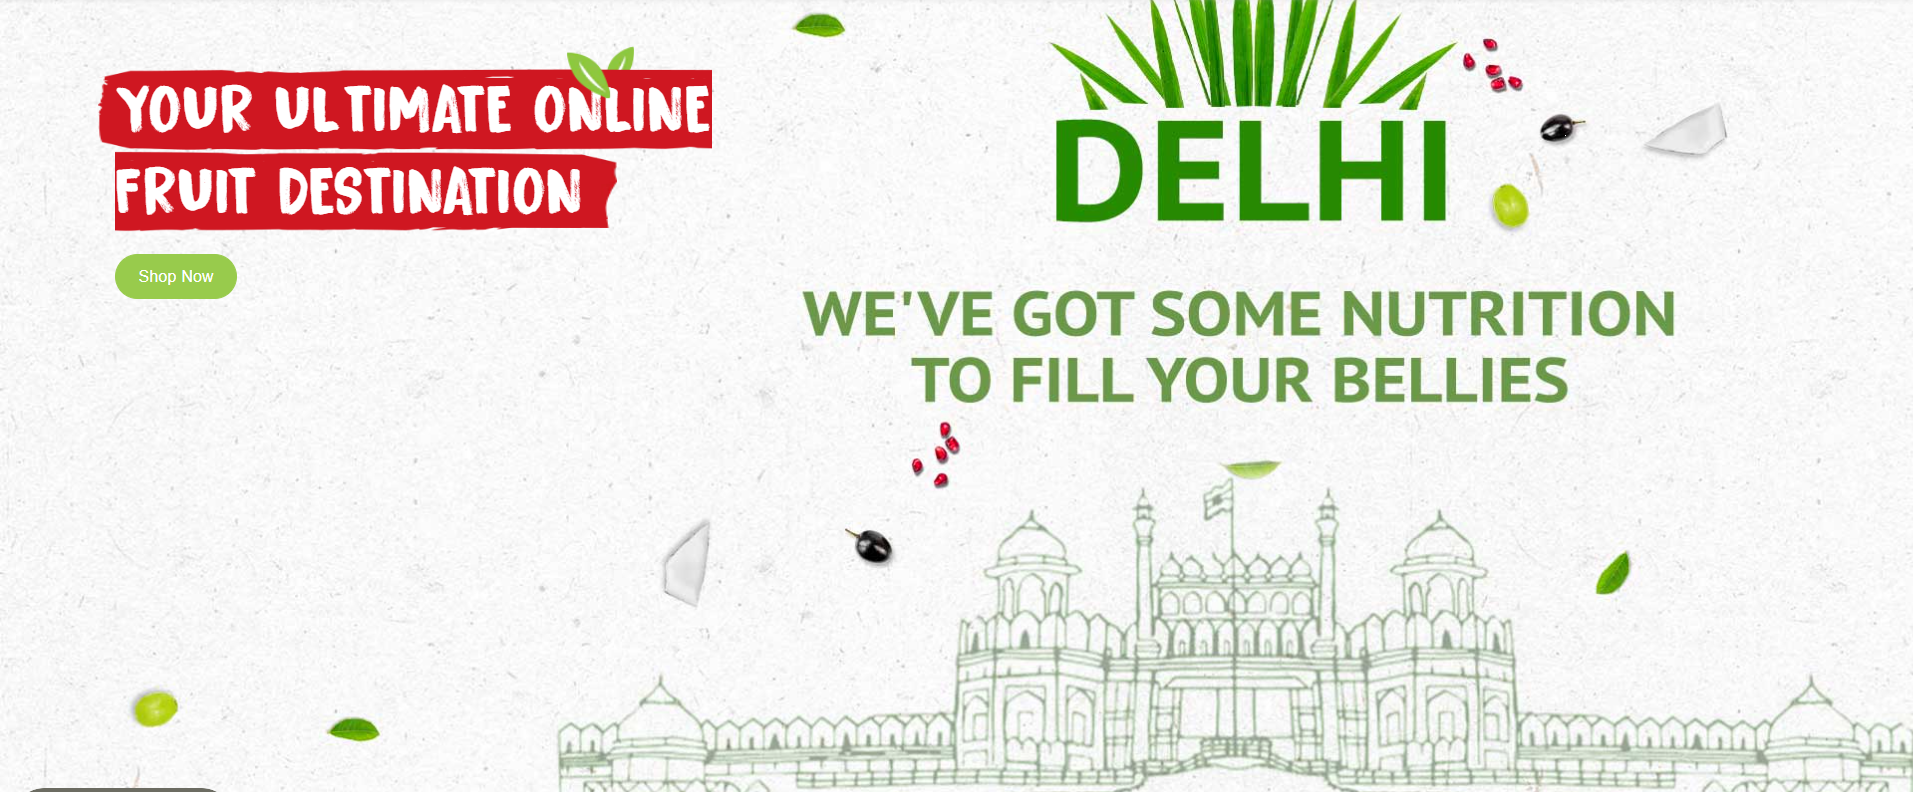 YOUR ULTIMATE ONLINE
FRUIT DESTINATION
Shop Now
DELHI
WE'VE GOT SOME NUTRITION
TO FILL YOUR BELLIES